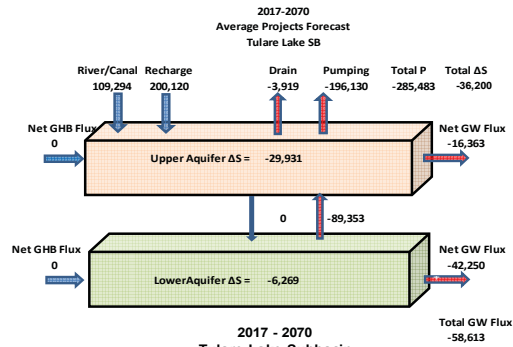 2017-2070
Average Projects Forecast
Tulare Lake SB
River/Canal Recharge Drain Pumping Total P Total ΔS
109,294 200,120 -3,919 -196,130 -285,483 -36,200
Net GHB Flux Net GW Flux
0 -16,363
Upper Aquifer ΔS = -29,931
0 -89,353
Net GHB Flux Net GW Flux
0 -42,250
LowerAquifer ΔS = -6,269
2017 - 2070
Total GW Flux
-58,613
Tulare Lake Subbasin